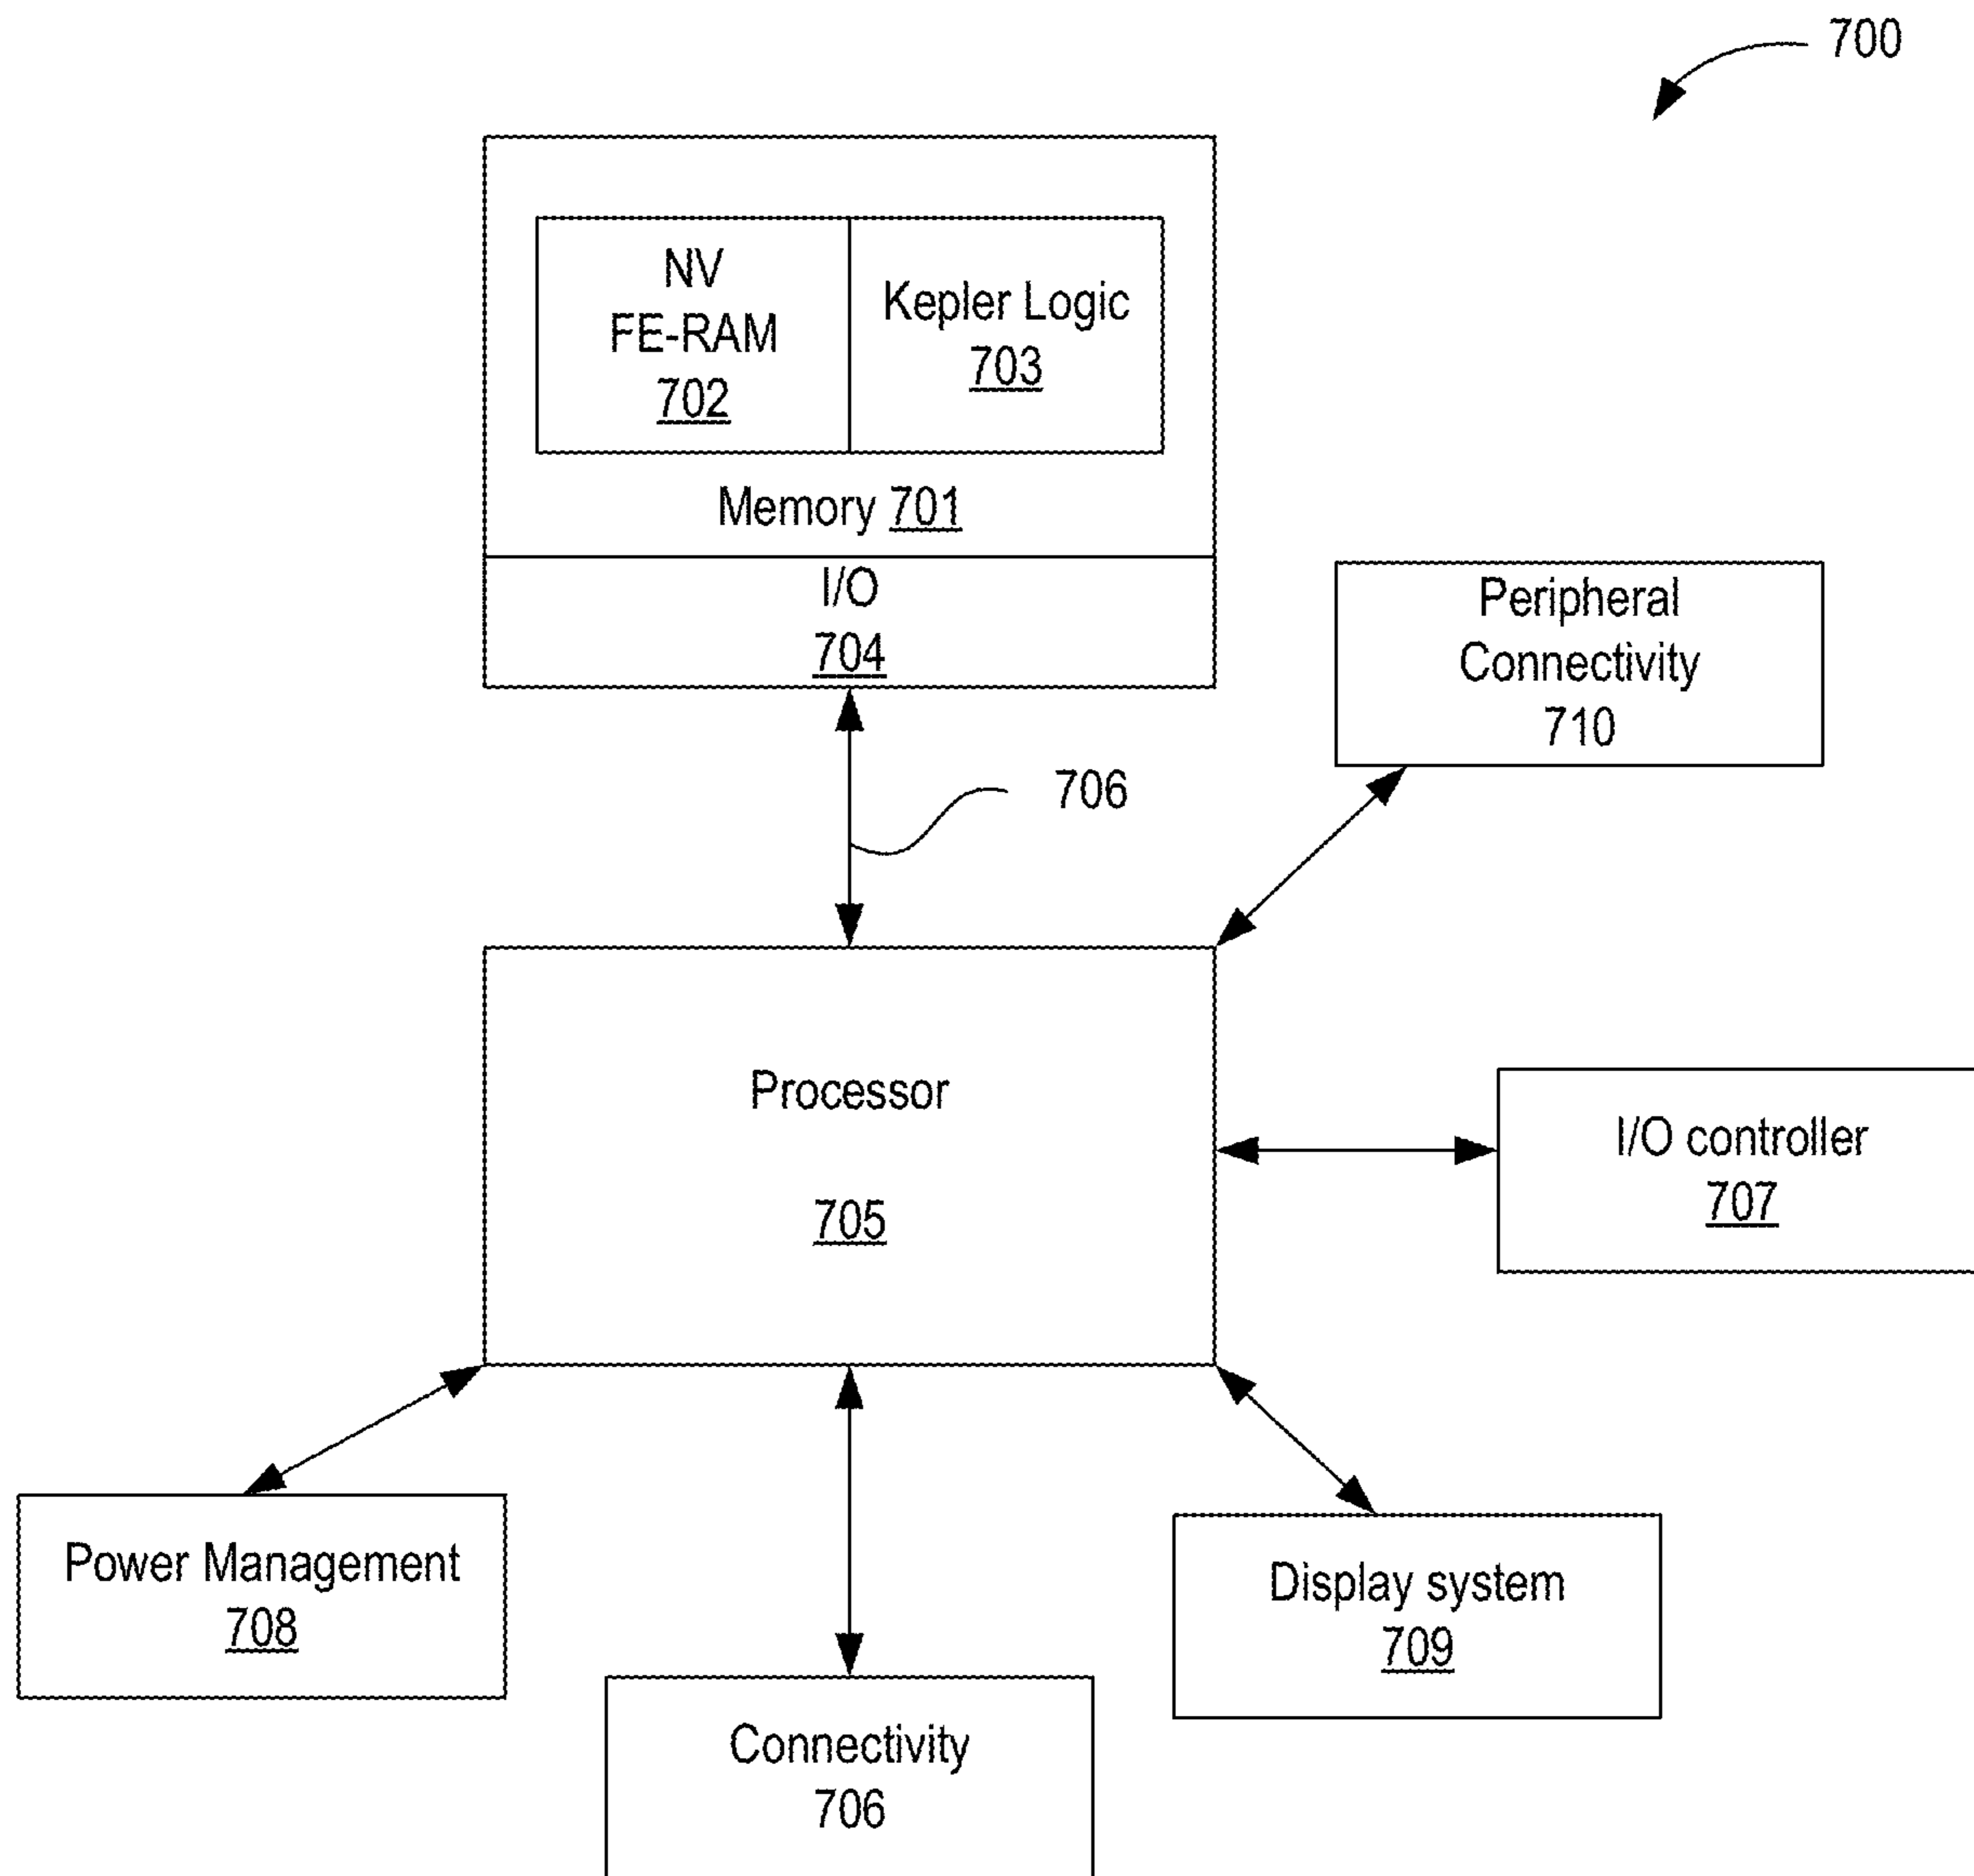 700
NV
FE-RAM
702
Kepler Logic
703
Memory 701
I/O
704
Peripheral
Connectivity
710
706
Processor
705
I/O controller
707
Power Management
708
Display system
709
Connectivity
706